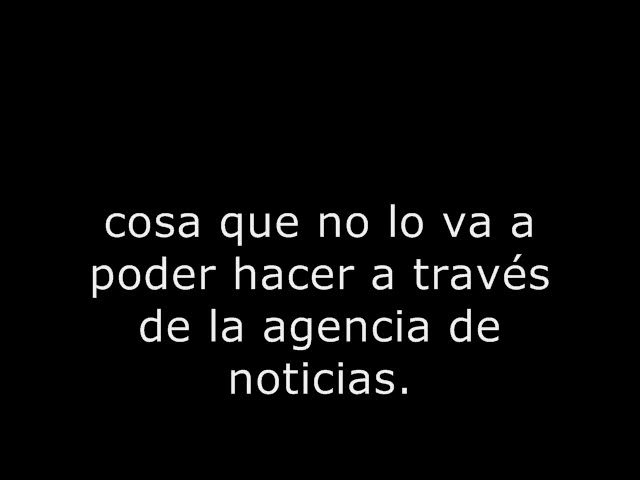 cosa que no lo va a
poder hacer a través
de la agencia de
noticias.